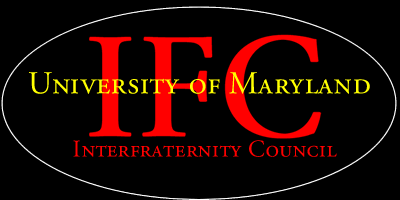 IFC
University of Maryland
Interfraternity Council